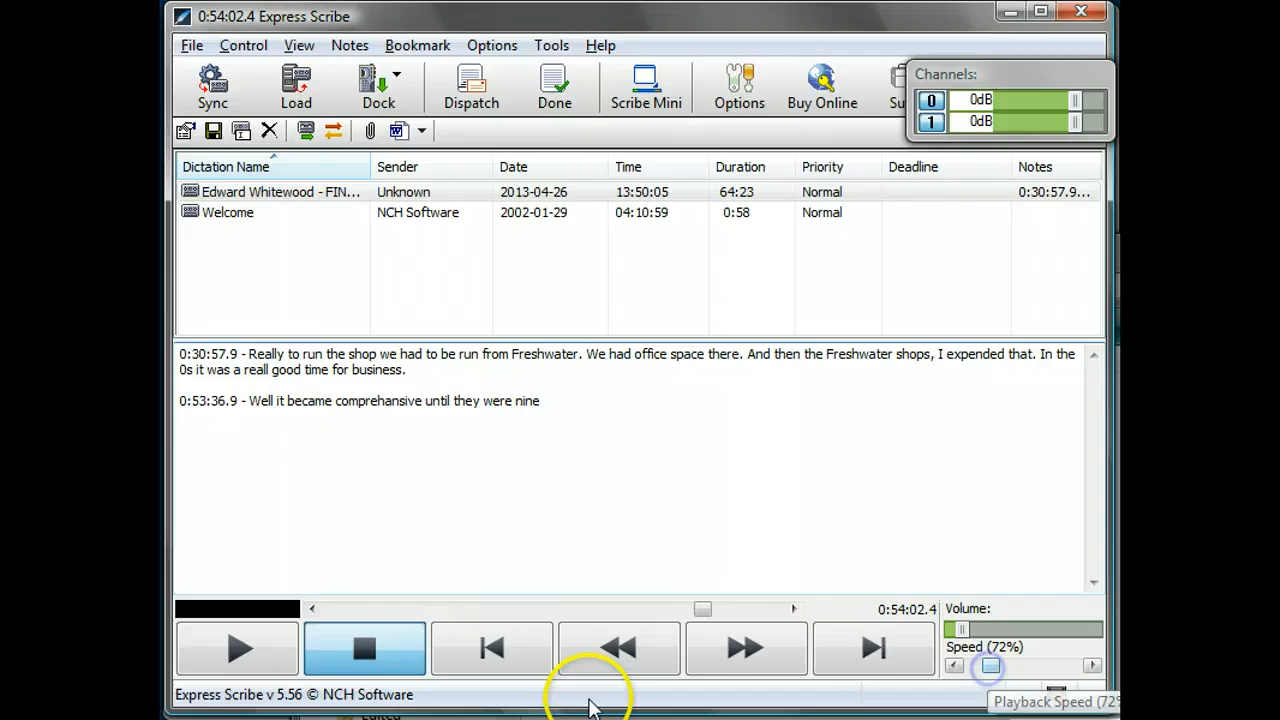 0:54:02.4 Express Scribe
File Control View Notes Bookmark Options Tools Help
Sync Load Dock Dispatch Done Scribe Mini Options Buy Online Su
Channels:
0 0dB
1 0dB
Dictation Name Sender Date Time Duration Priority Deadline Notes
Edward Whitewood - FIN... Unknown 2013-04-26 13:50:05 64:23 Normal 0:30:57.9...
Welcome NCH Software 2002-01-29 04:10:59 0:58 Normal
0:30:57.9 - Really to run the shop we had to be run from Freshwater. We had office space there. And then the Freshwater shops, I expended that. In the
0s it was a reall good time for business.
0:53:36.9 - Well it became comprehansive until they were nine
0:54:02.4 Volume:
Speed (72%)
Express Scribe v 5.56 © NCH Software
Playback Speed (72%